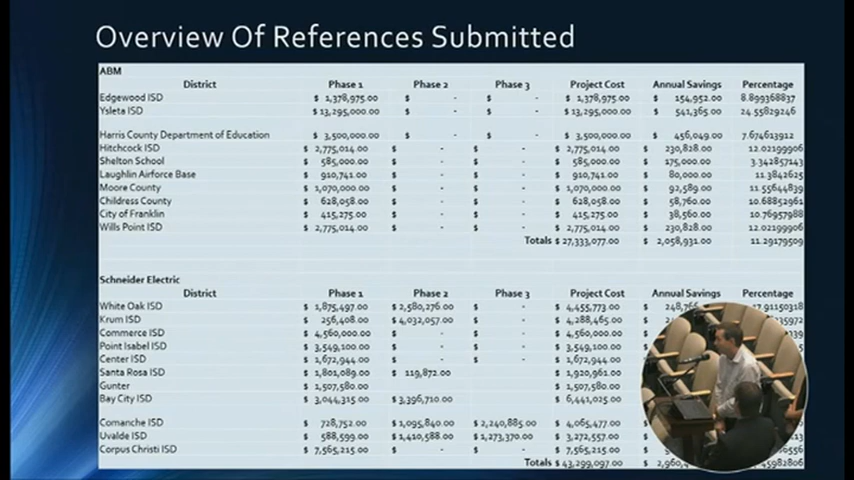 Overview Of References Submitted
ABM
District Phase 1 Phase 2 Phase 3 Project Cost Annual Savings Percentage
Edgewood ISD $ 1,378,975.00 $ - $ - $ 1,378,975.00 $ 154,952.00 8.899368837
Ysleta ISD $ 13,295,000.00 $ - $ - $ 13,295,000.00 $ 541,365.00 24.55829246
Harris County Department of Education $ 3,500,000.00 $ - $ - $ 3,500,000.00 $ 456,049.00 7.674613912
Hitchcock ISD $ 2,775,014.00 $ - $ - $ 2,775,014.00 $ 230,828.00 12.02199906
Shelton School $ 585,000.00 $ - $ - $ 585,000.00 $ 175,000.00 3.342857143
Laughlin Airforce Base $ 910,741.00 $ - $ - $ 910,741.00 $ 80,000.00 11.3842625
Moore County $ 1,070,000.00 $ - $ - $ 1,070,000.00 $ 92,589.00 11.55644839
Childress County $ 628,058.00 $ - $ - $ 628,058.00 $ 58,760.00 10.68852961
City of Franklin $ 415,275.00 $ - $ - $ 415,275.00 $ 38,560.00 10.76957988
Wills Point ISD $ 2,775,014.00 $ - $ - $ 2,775,014.00 $ 230,828.00 12.02199906
Totals $ 27,333,077.00 $ 2,058,931.00 11.29179509
Schneider Electric
District Phase 1 Phase 2 Phase 3 Project Cost Annual Savings Percentage
White Oak ISD $ 1,875,497.00 $ 2,580,276.00 $ - $ 4,455,773.00 $
Krum ISD $ 256,408.00 $ 4,032,057.00 $ - $ 4,288,465.00 $
Commerce ISD $ 4,560,000.00 $ - $ - $ 4,560,000.00
Point Isabel ISD $ 3,549,100.00 $ - $ - $ 3,549,100.00
Center ISD $ 1,672,944.00 $ - $ - $ 1,672,944.00
Santa Rosa ISD $ 1,801,089.00 $ 119,872.00 $ 1,920,961.00
Gunter $ 1,507,580.00 $ 1,507,580.00
Bay City ISD $ 3,044,315.00 $ 3,396,710.00 $ 6,441,025.00
Comanche ISD $ 728,752.00 $ 1,095,840.00 $ 2,240,885.00 $ 4,065,477.00
Uvalde ISD $ 588,599.00 $ 1,410,588.00 $ 1,273,370.00 $ 3,272,557.00
Corpus Christi ISD $ 7,565,215.00 $ - $ - $ 7,565,215.00 $
Totals $ 43,299,097.00